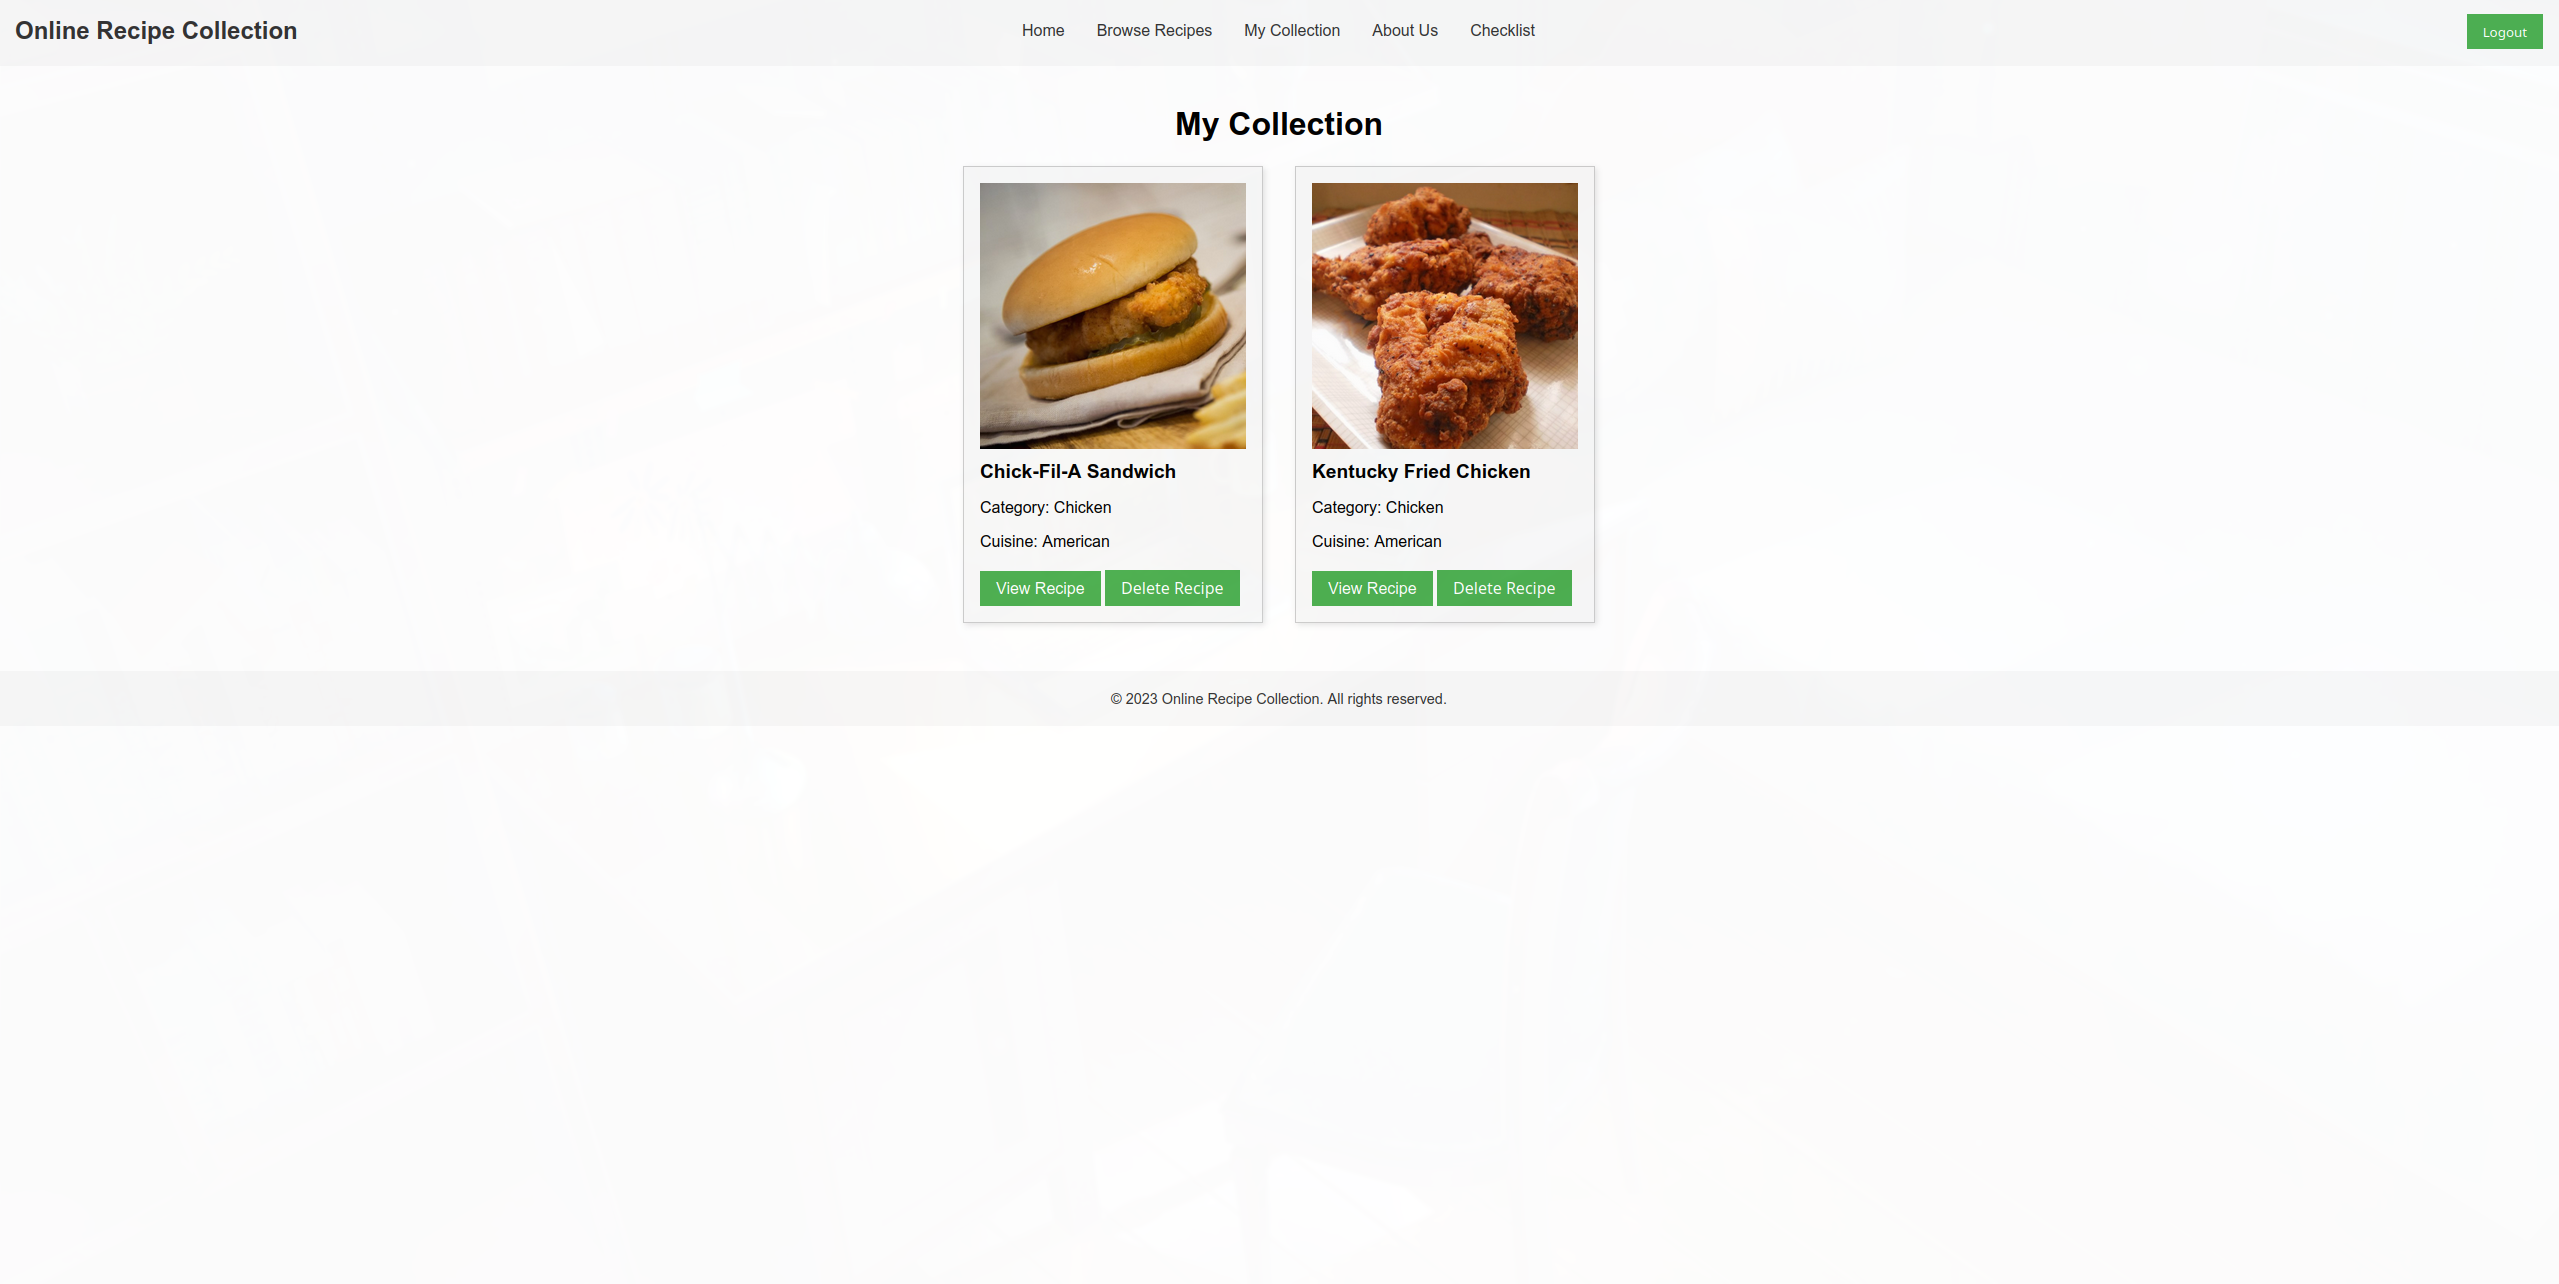 Online Recipe Collection
Home Browse Recipes My Collection About Us Checklist
Logout
My Collection
Chick-Fil-A Sandwich
Category: Chicken
Cuisine: American
View Recipe Delete Recipe
Kentucky Fried Chicken
Category: Chicken
Cuisine: American
View Recipe Delete Recipe
© 2023 Online Recipe Collection. All rights reserved.